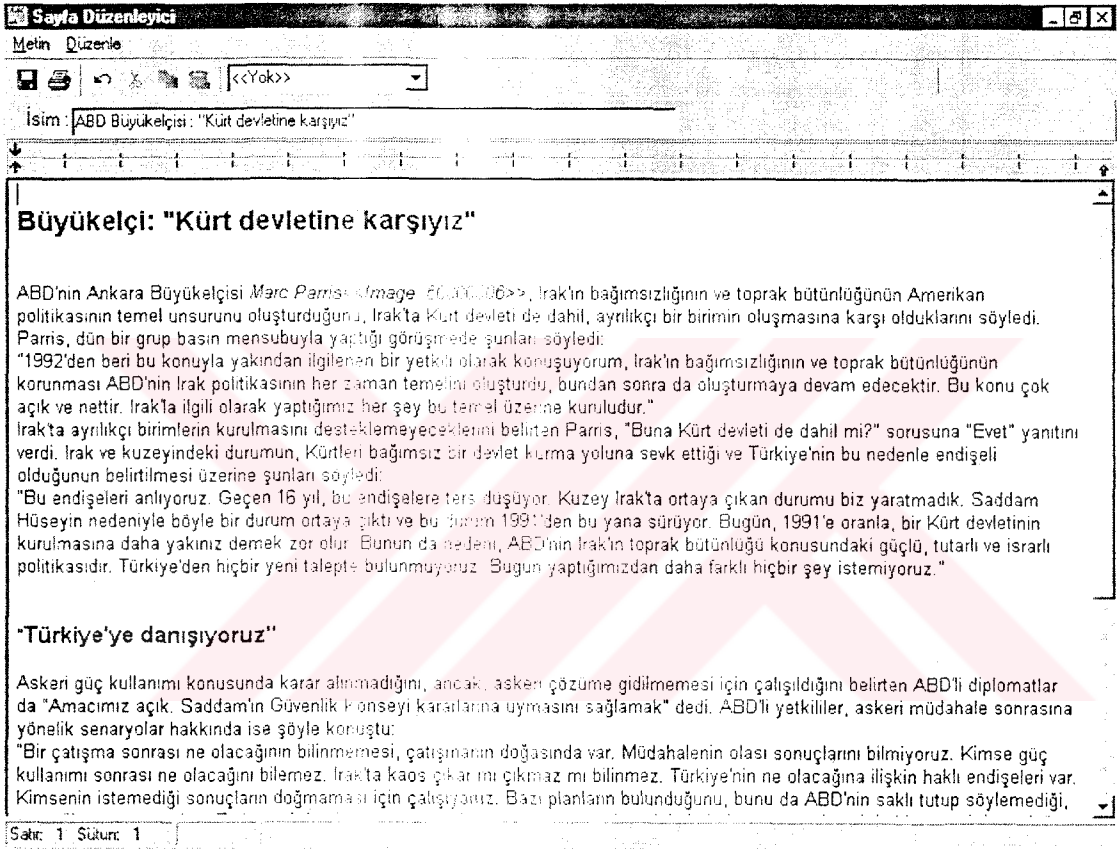 Sayfa Düzenleyici
Metin Düzenle
<<Yok>>
İsim : ABD Büyükelçisi : "Kürt devletine karşıyız"
Büyükelçi: "Kürt devletine karşıyız"
ABD'nin Ankara Büyükelçisi Marc Parris, Irak'ın bağımsızlığının ve toprak bütünlüğünün Amerikan
politikasının temel unsurunu oluşturduğunu, Irak'ta Kürt devleti de dahil, ayrılıkçı bir birimin oluşmasına karşı olduklarını söyledi.
Parris, dün bir grup basın mensubuyla yaptığı görüşmede şunları söyledi:
"1992'den beri bu konuyla yakından ilgilenen bir yetkili olarak konuşuyorum, Irak'ın bağımsızlığının ve toprak bütünlüğünün
korunması ABD'nin Irak politikasının her zaman temelini oluşturdu, bundan sonra da oluşturmaya devam edecektir. Bu konu çok
açık ve nettir. Irak'la ilgili olarak yaptığımız her şey bu temel üzerine kuruludur."
Irak'ta ayrılıkçı birimlerin kurulmasını desteklemeyeceklerini belirten Parris, "Buna Kürt devleti de dahil mi?" sorusuna "Evet" yanıtını
verdi. Irak ve kuzeyindeki durumun, Kürtleri bağımsız bir devlet kurma yoluna sevk ettiği ve Türkiye'nin bu nedenle endişeli
olduğunun belirtilmesi üzerine şunları söyledi:
"Bu endişeleri anlıyoruz. Geçen 16 yıl, bu endişelere ters düşüyor. Kuzey Irak'ta ortaya çıkan durumu biz yaratmadık. Saddam
Hüseyin nedeniyle böyle bir durum ortaya çıktı ve bu durum 1991'den bu yana sürüyor. Bugün, 1991'e oranla, bir Kürt devletinin
kurulmasına daha yakınız demek zor olur. Bunun da nedeni, ABD'nin Irak'ın toprak bütünlüğü konusundaki güçlü, tutarlı ve ısrarlı
politikasıdır. Türkiye'den hiçbir yeni talepte bulunmuyoruz. Bugün yaptığımızdan daha farklı hiçbir şey istemiyoruz."
"Türkiye'ye danışıyoruz"
Askeri güç kullanımı konusunda karar alınmadığını, ancak, askeri çözüme gidilmemesi için çalışıldığını belirten ABD'li diplomatlar
da "Amacımız açık. Saddam'ın Güvenlik Konseyi kararlarına uymasını sağlamak" dedi. ABD'li yetkililer, askeri müdahale sonrasına
yönelik senaryolar hakkında ise şöyle konuştu:
"Bir çatışma sonrası ne olacağının bilinmemesi, çatışmanın doğasında var. Müdahalenin olası sonuçlarını bilmiyoruz. Kimse güç
kullanımı sonrası ne olacağını bilemez. Irak'ta kaos çıkar mı çıkmaz mı bilinmez. Türkiye'nin ne olacağına ilişkin haklı endişeleri var.
Kimsenin istemediği sonuçların doğmaması için çalışıyoruz. Bazı planların bulunduğunu, bunu da ABD'nin saklı tutup söylemediği,
Satır: 1 Sütun: 1